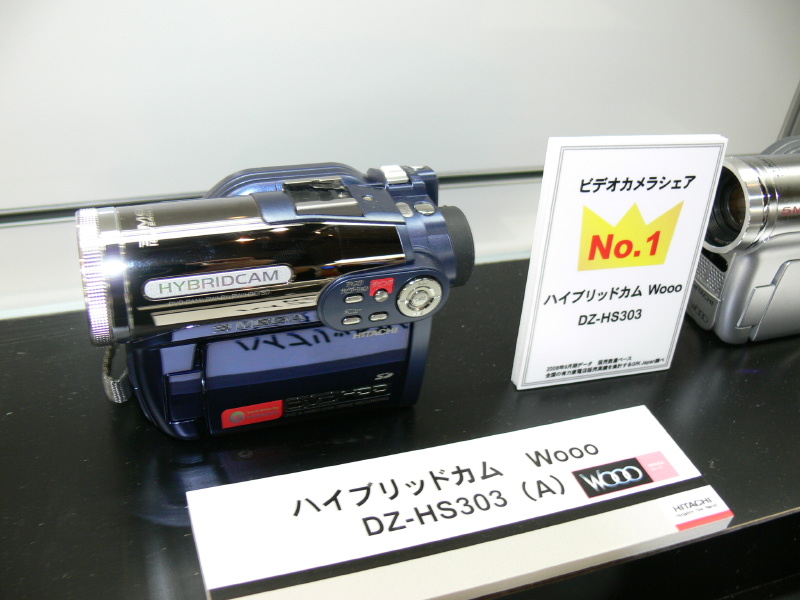 HYBRIDCAM
HITACHI
ビデオカメラシェア
No.1
ハイブリッドカム Wooo
DZ-HS303
ハイブリッドカム Wooo
DZ-HS303（A）
WOOO
HITACHI